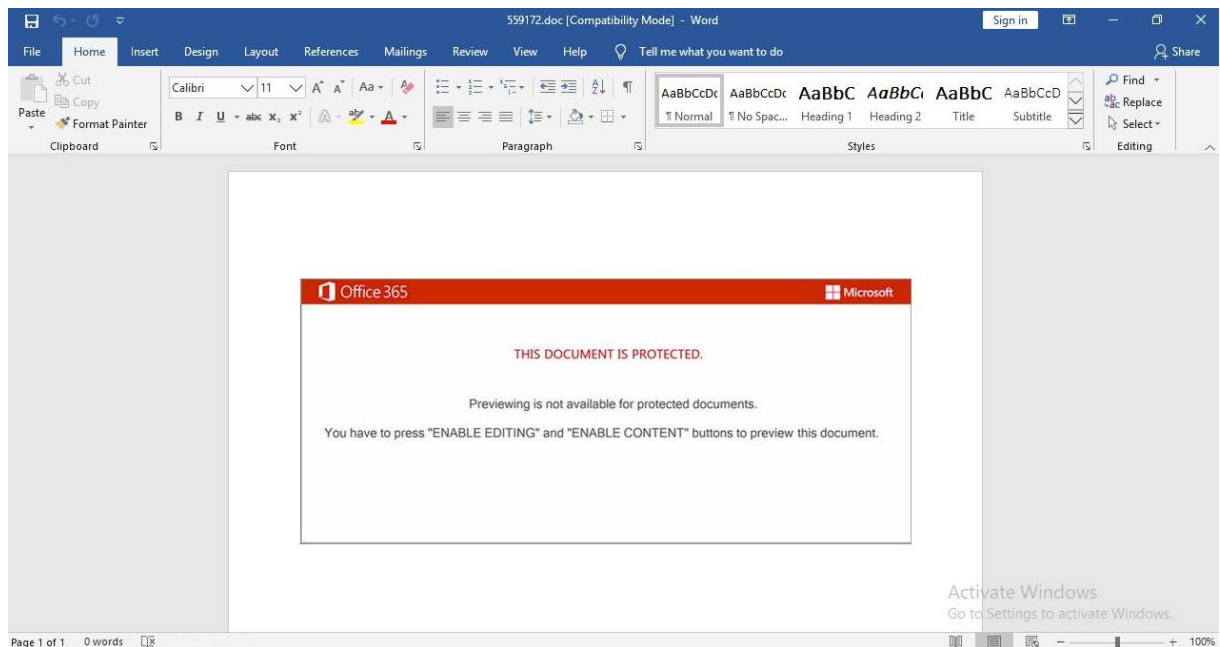 559172.doc [Compatibility Mode] - Word
Sign in
File Home Insert Design Layout References Mailings Review View Help Tell me what you want to do Share
Cut
Copy
Paste
Format Painter
Clipboard
Calibri 11
Aa
B I U abc X₂ X²
A aby A
Font
Paragraph
AaBbCcDc AaBbCcDc AaBbC AaBbCc AaBbC AaBbCcD
¶ Normal ¶ No Spac... Heading 1 Heading 2 Title Subtitle
Styles
Find
Replace
Select
Editing
Office 365 Microsoft
THIS DOCUMENT IS PROTECTED.
Previewing is not available for protected documents.
You have to press "ENABLE EDITING" and "ENABLE CONTENT" buttons to preview this document.
Activate Windows
Go to Settings to activate Windows.
Page 1 of 1 0 words 100%